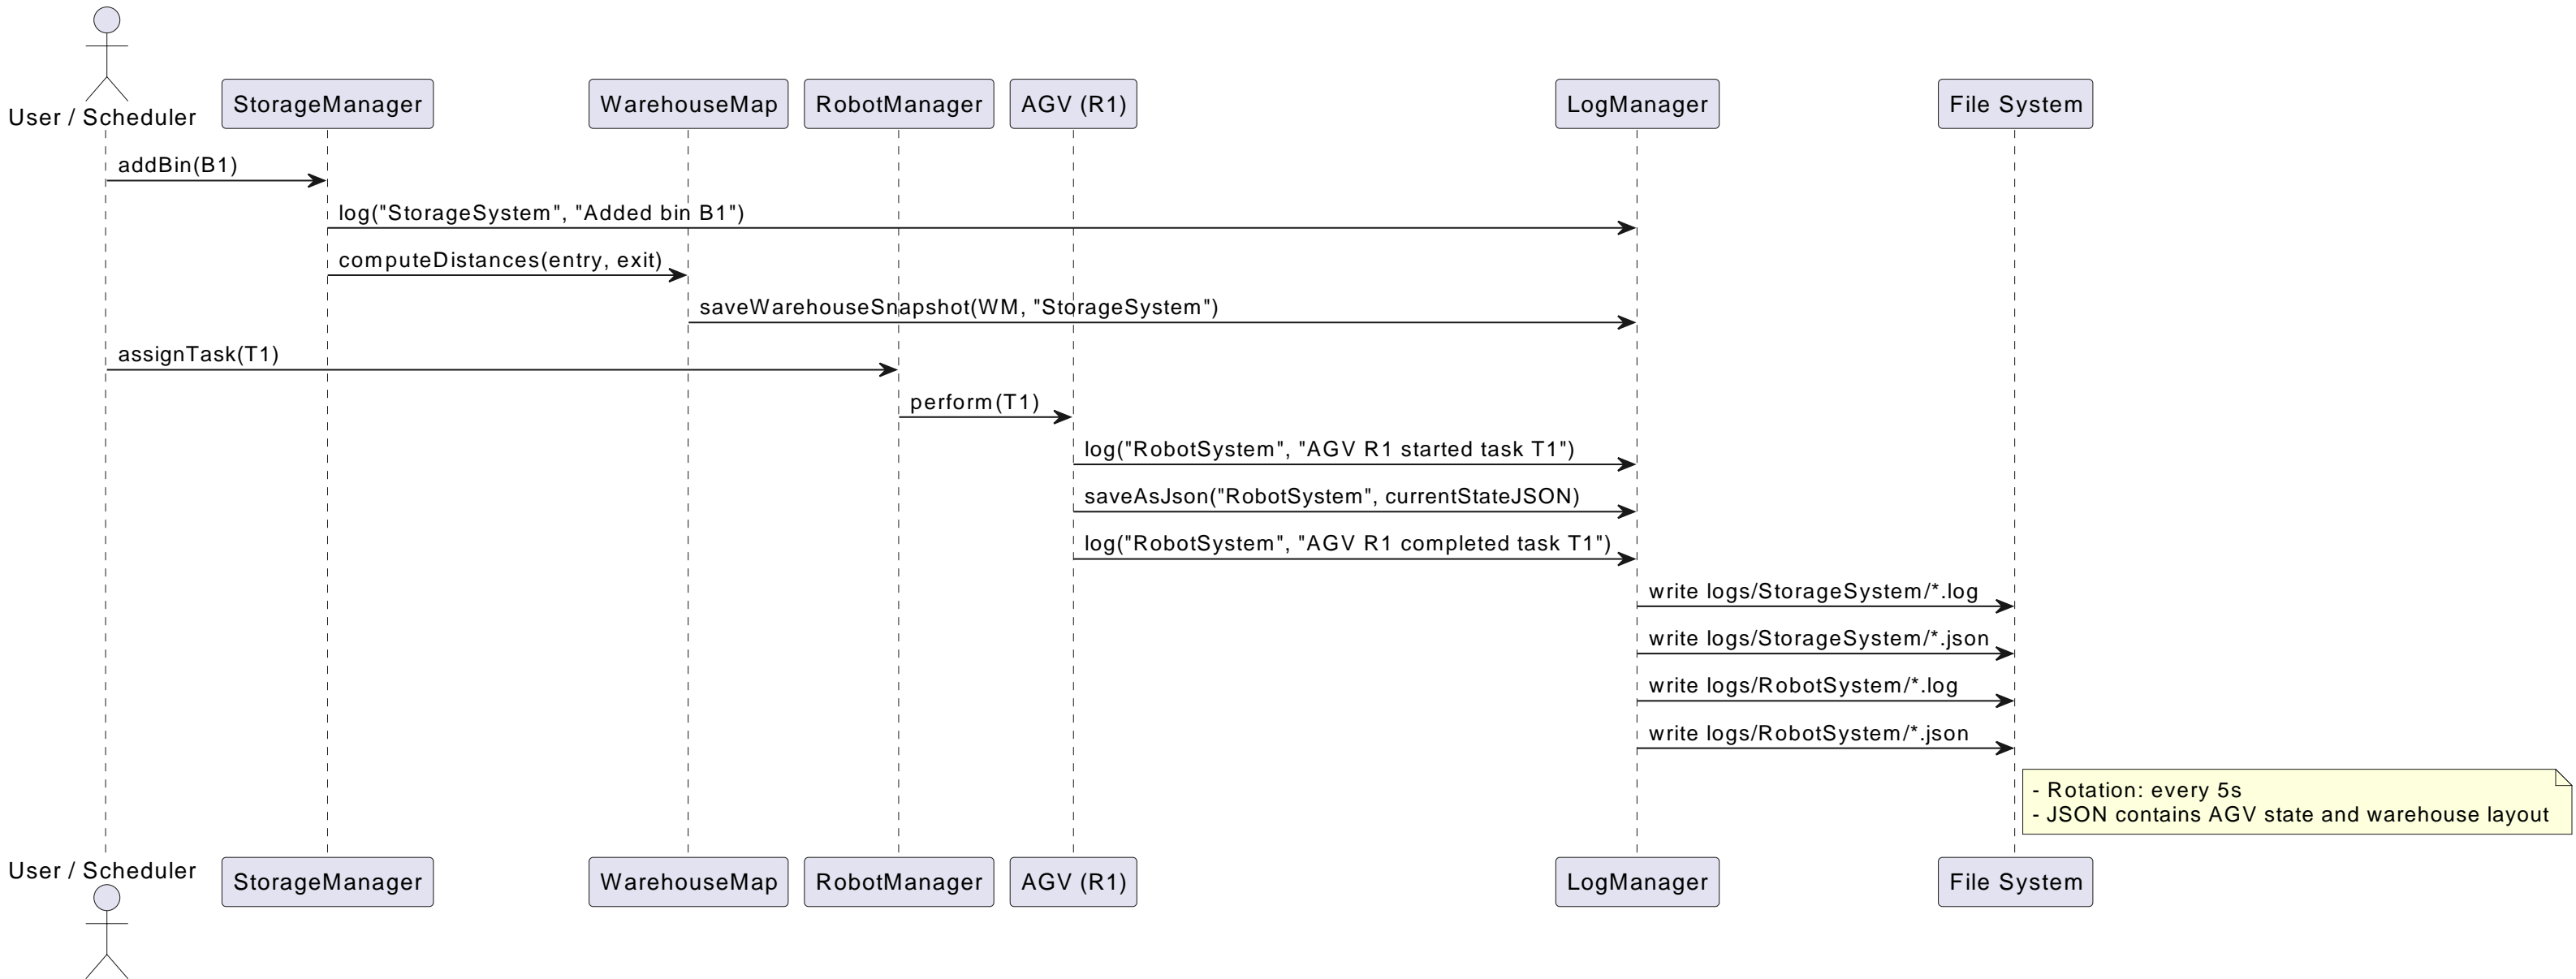 User / Scheduler
StorageManager
WarehouseMap
RobotManager
AGV (R1)
LogManager
File System
addBin(B1)
log("StorageSystem", "Added bin B1")
computeDistances(entry, exit)
saveWarehouseSnapshot(WM, "StorageSystem")
assignTask(T1)
perform(T1)
log("RobotSystem", "AGV R1 started task T1")
saveAsJson("RobotSystem", currentStateJSON)
log("RobotSystem", "AGV R1 completed task T1")
write logs/StorageSystem/*.log
write logs/StorageSystem/*.json
write logs/RobotSystem/*.log
write logs/RobotSystem/*.json
- Rotation: every 5s
- JSON contains AGV state and warehouse layout
User / Scheduler
StorageManager
WarehouseMap
RobotManager
AGV (R1)
LogManager
File System